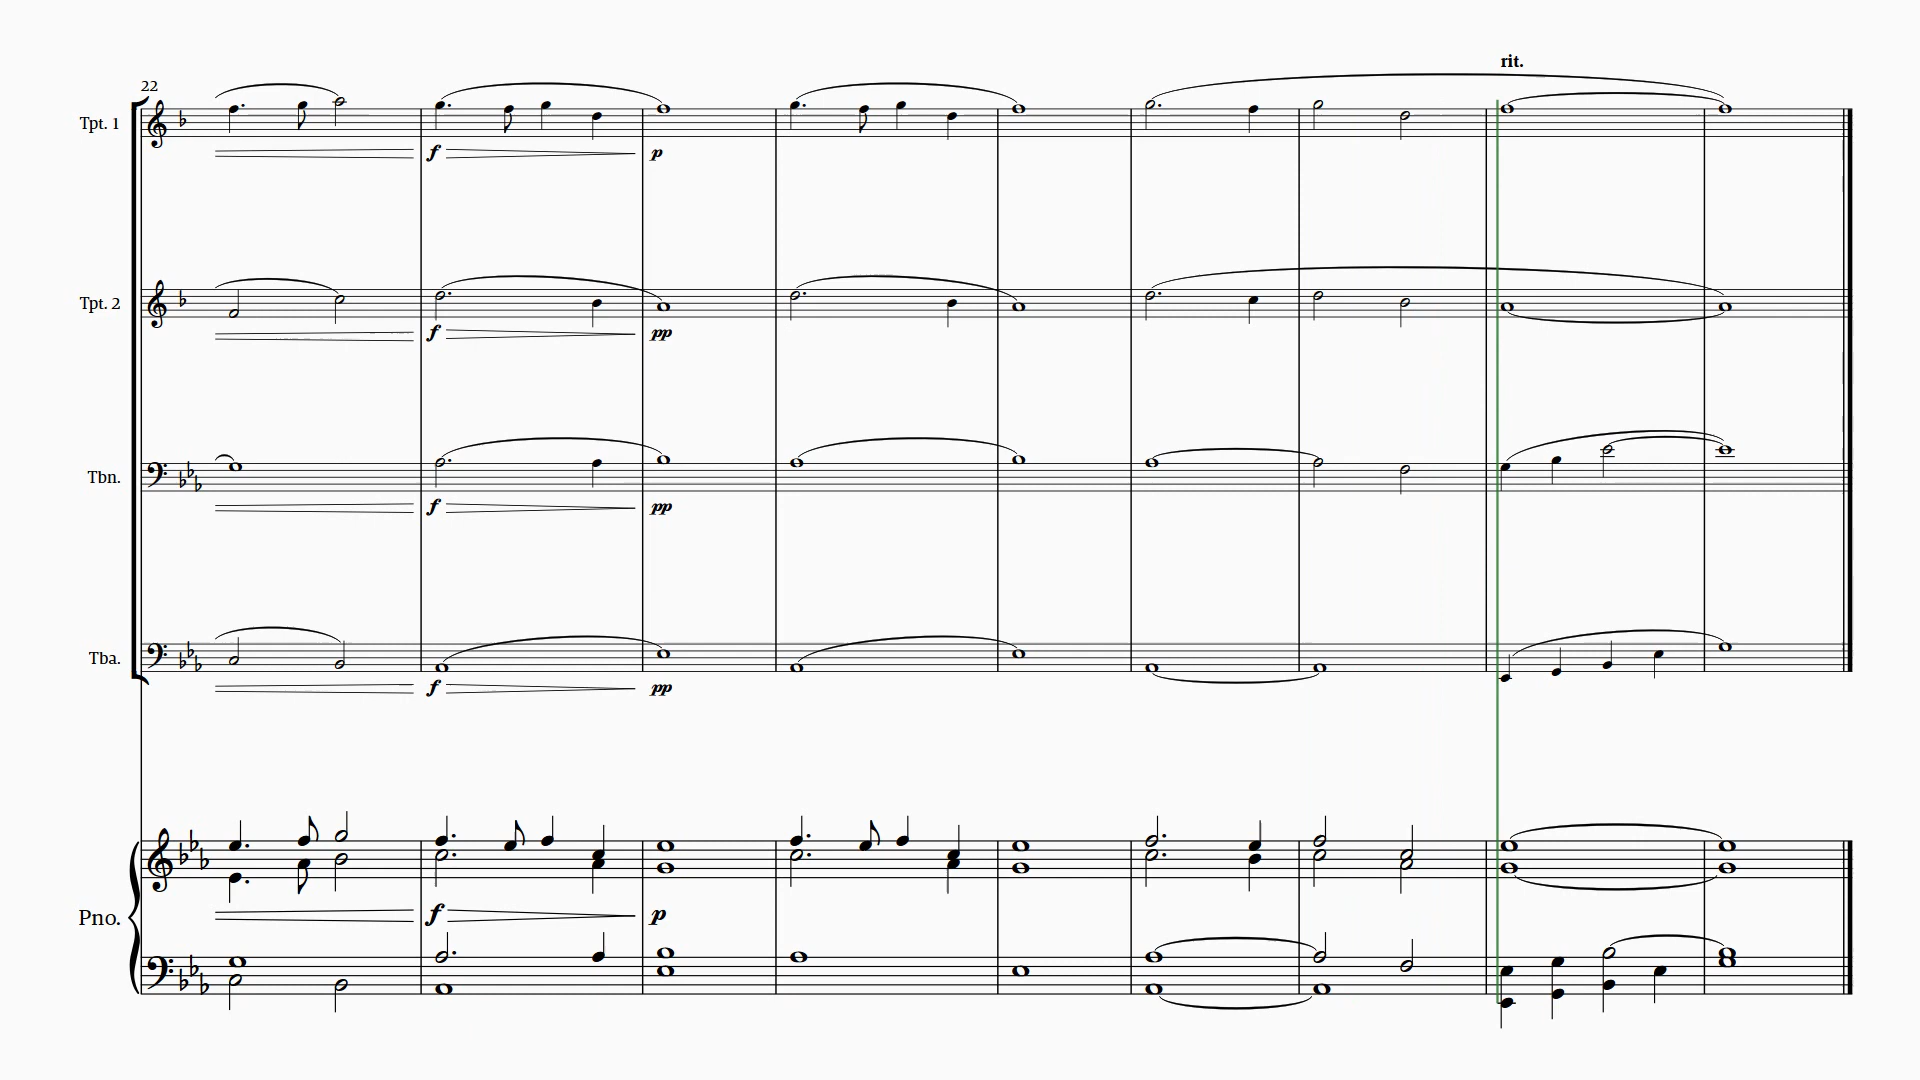 rit.
22
Tpt. 1
f p
Tpt. 2
f pp
Tbn.
f pp
Tba.
f pp
Pno.
f p